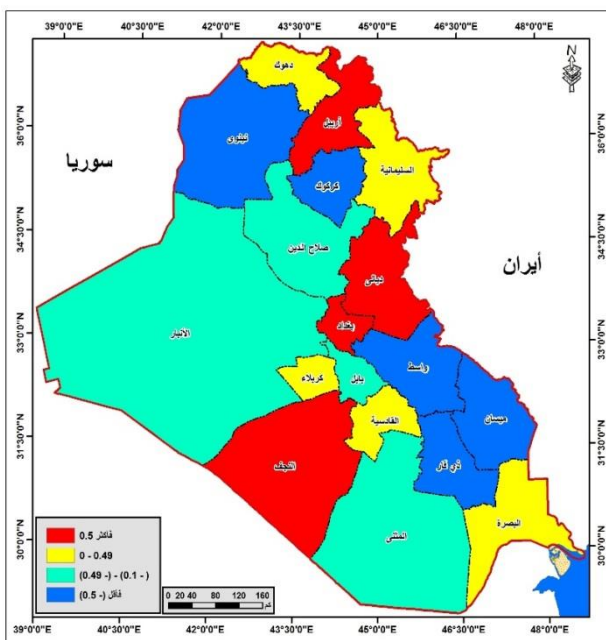 39°0'0"E 40°30'0"E 42°0'0"E 43°30'0"E 45°0'0"E 46°30'0"E 48°0'0"E
N
دهوك
أربيل
نينوى
السليمانية
كركوك
سوريا
صلاح الدين
أيران
ديالى
الأنبار
بغداد
واسط
بابل
كربلاء
ميسان
القادسية
ذي قار
النجف
البصرة
المثنى
36°0'0"N
34°30'0"N
33°0'0"N
31°30'0"N
30°0'0"N
36°0'0"N
34°30'0"N
33°0'0"N
31°30'0"N
30°0'0"N
0.5 فأكثر
0 - 0.49
(- 0.1) - (- 0.49)
فأقل (- 0.5)
0 20 40 80 120 160
كم
39°0'0"E 40°30'0"E 42°0'0"E 43°30'0"E 45°0'0"E 46°30'0"E 48°0'0"E